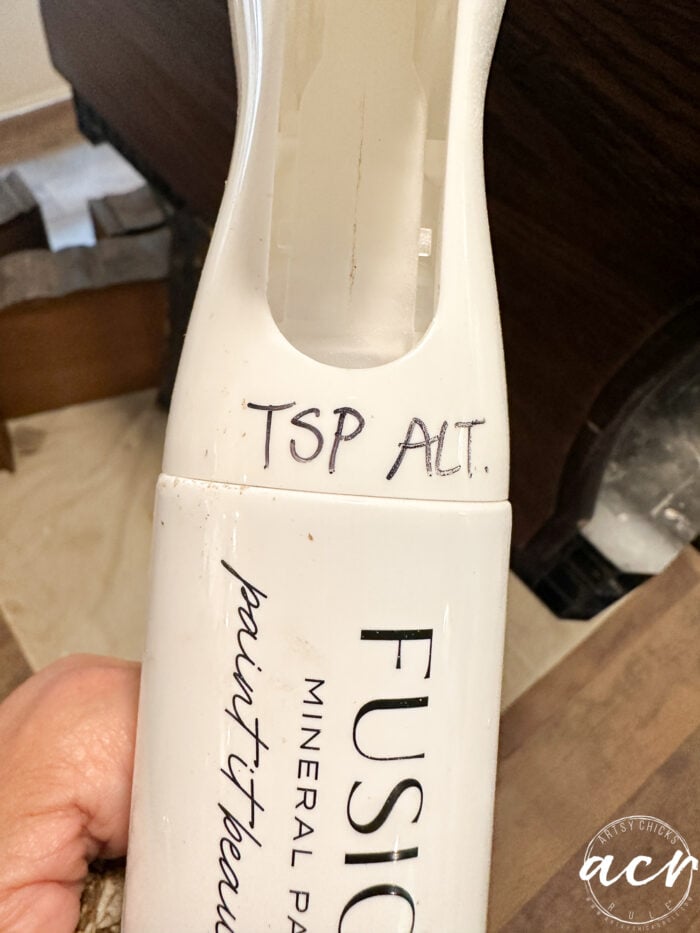 TSP ALT.
FUSIO
MINERAL PA
paint it beau
ARTSY CHICKS
acr
RULE